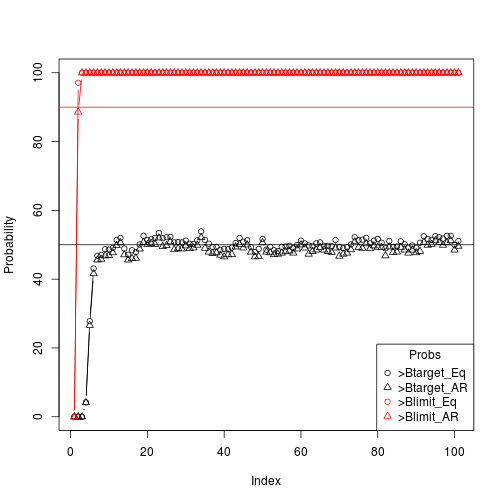 100
80
60
40
20
0
Probability
0 20 40 60 80 100
Index
Probs
>Btarget_Eq
>Btarget_AR
>Blimit_Eq
>Blimit_AR